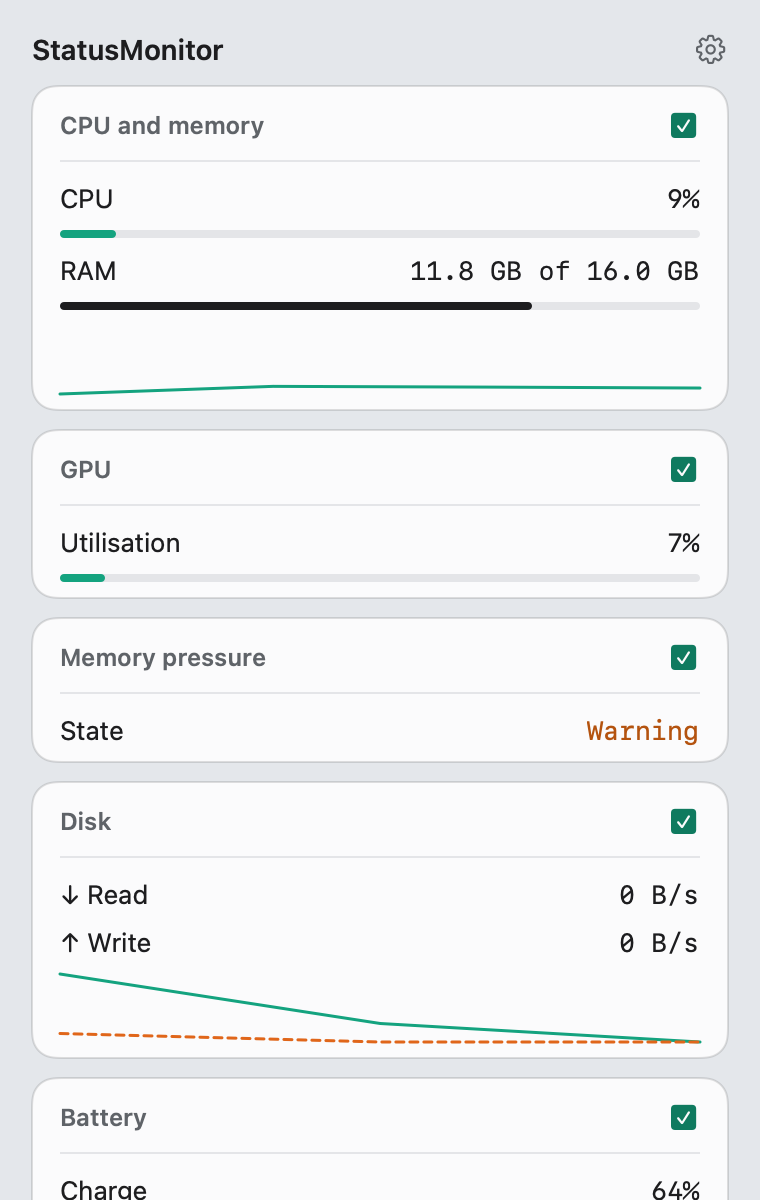 StatusMonitor
CPU and memory
CPU 9%
RAM 11.8 GB of 16.0 GB
GPU
Utilisation 7%
Memory pressure
State Warning
Disk
↓ Read 0 B/s
↑ Write 0 B/s
Battery
Charge 64%